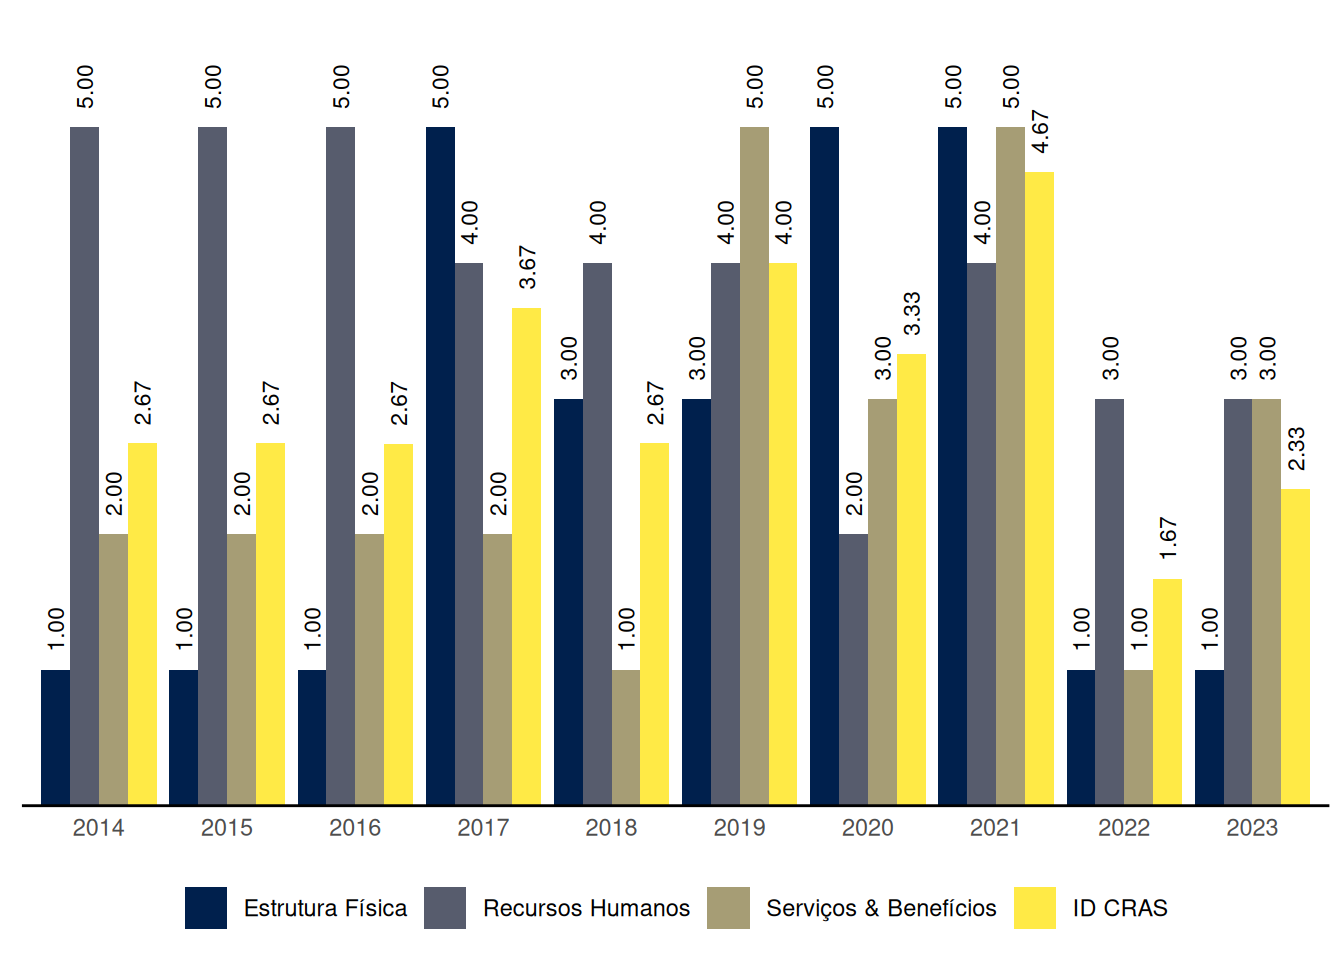 1.00 5.00 2.00 2.67 1.00 5.00 2.00 2.67 1.00 5.00 2.00 2.67 5.00 4.00 2.00 3.67 3.00 4.00 1.00 2.67 3.00 4.00 5.00 4.00 5.00 2.00 3.00 3.33 5.00 4.00 5.00 4.67 1.00 3.00 1.00 1.67 1.00 3.00 3.00 2.33
2014 2015 2016 2017 2018 2019 2020 2021 2022 2023
Estrutura Física Recursos Humanos Serviços & Benefícios ID CRAS